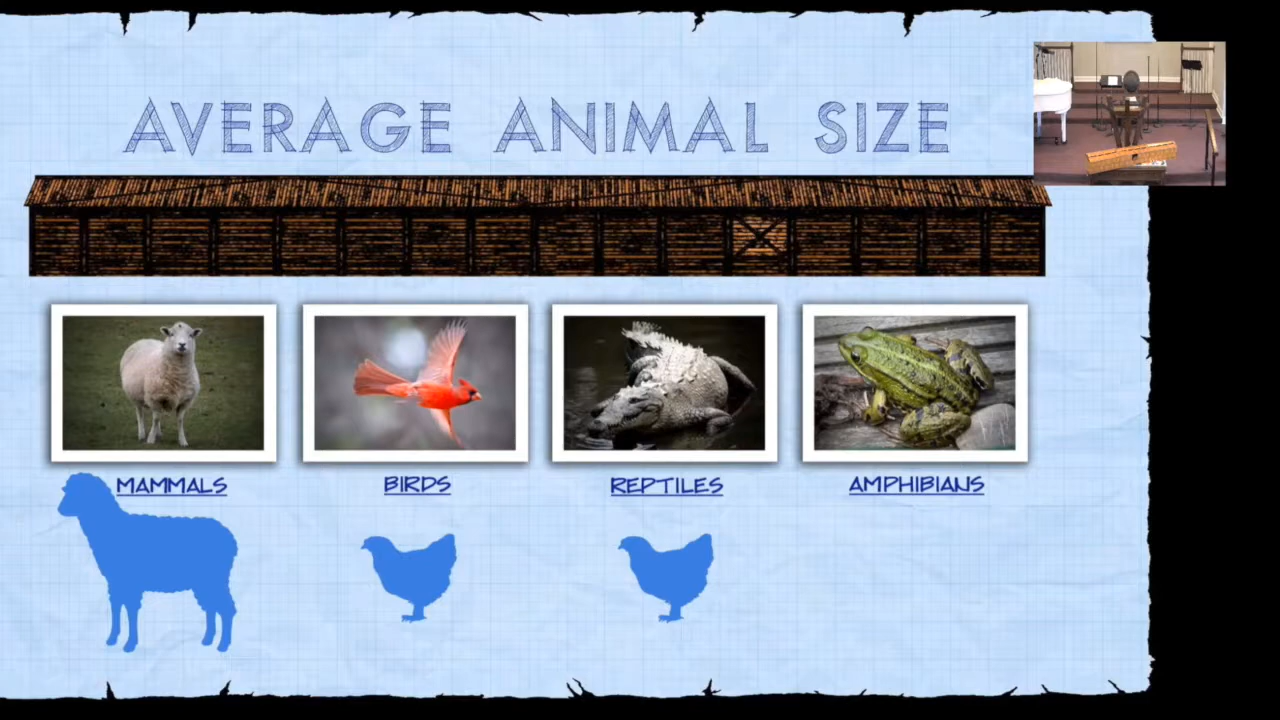 AVERAGE ANIMAL SIZE
MAMMALS
BIRDS
REPTILES
AMPHIBIANS